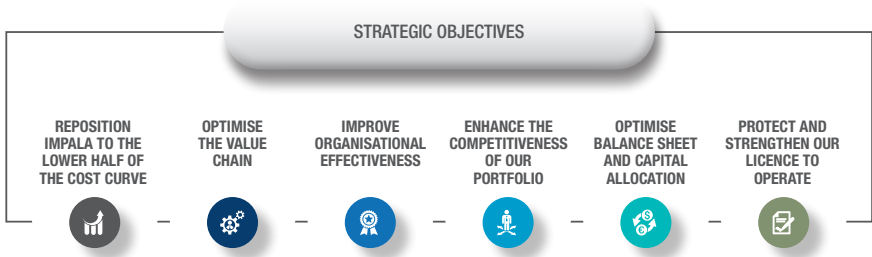 STRATEGIC OBJECTIVES
REPOSITION
IMPALA TO THE
LOWER HALF OF
THE COST CURVE
OPTIMISE
THE VALUE
CHAIN
IMPROVE
ORGANISATIONAL
EFFECTIVENESS
ENHANCE THE
COMPETITIVENESS
OF OUR
PORTFOLIO
OPTIMISE
BALANCE SHEET
AND CAPITAL
ALLOCATION
PROTECT AND
STRENGTHEN OUR
LICENCE TO
OPERATE